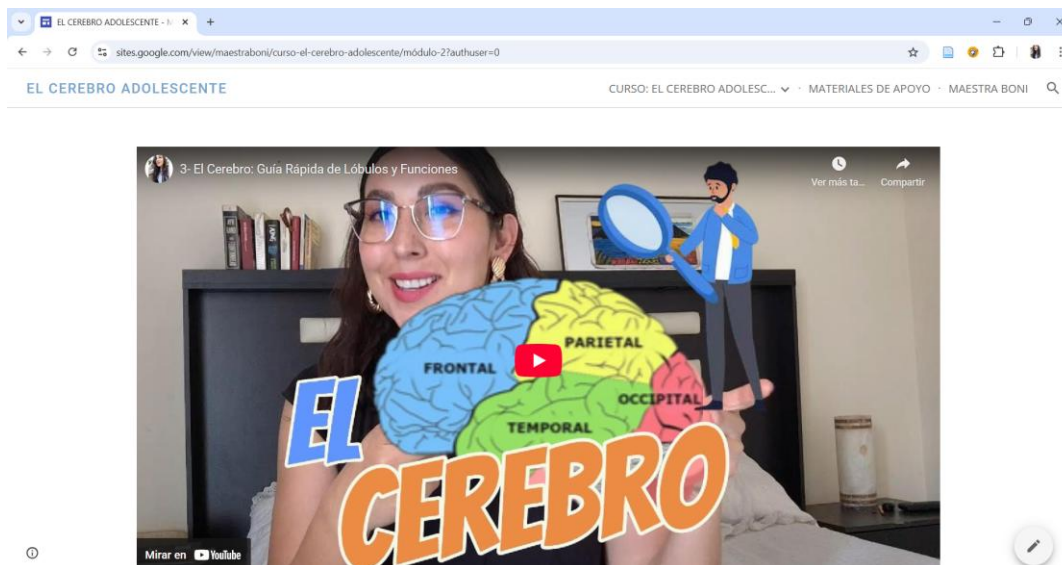 EL CEREBRO ADOLESCENTE - M
sites.google.com/view/maestraboni/curso-el-cerebro-adolescente/módulo-2?authuser=0
EL CEREBRO ADOLESCENTE
CURSO: EL CEREBRO ADOLESC... · MATERIALES DE APOYO · MAESTRA BONI
3- El Cerebro: Guía Rápida de Lóbulos y Funciones
Ver más ta...
Compartir
PARIETAL
FRONTAL
OCCIPITAL
TEMPORAL
EL
CEREBRO
Mirar en YouTube